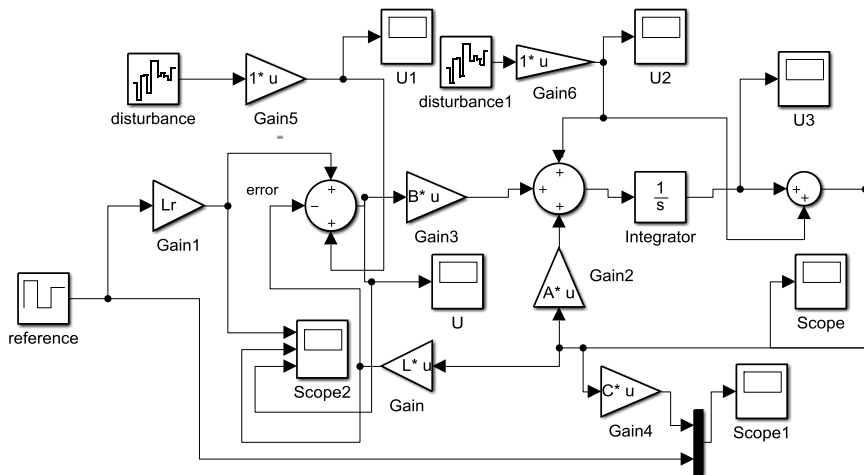 U1
U2
1* u
1* u
disturbance
Gain5
disturbance1
Gain6
U3
error
+
−
+
Lr
Gain1
B* u
Gain3
+
+
+
1
s
Integrator
+
+
A* u
Gain2
reference
U
Scope
Scope2
L* u
Gain
C* u
Gain4
Scope1